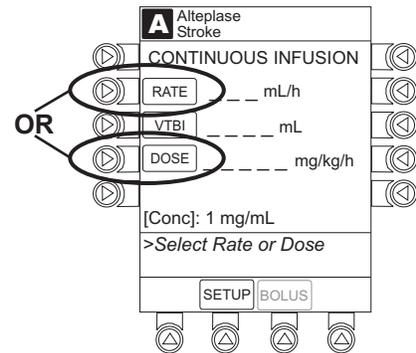 A Alteplase
Stroke
CONTINUOUS INFUSION
RATE _ _ _ _ mL/h
OR
VTBI _ _ _ _ mL
DOSE _ _ _ _ _ mg/kg/h
[Conc]: 1 mg/mL
>Select Rate or Dose
SETUP BOLUS